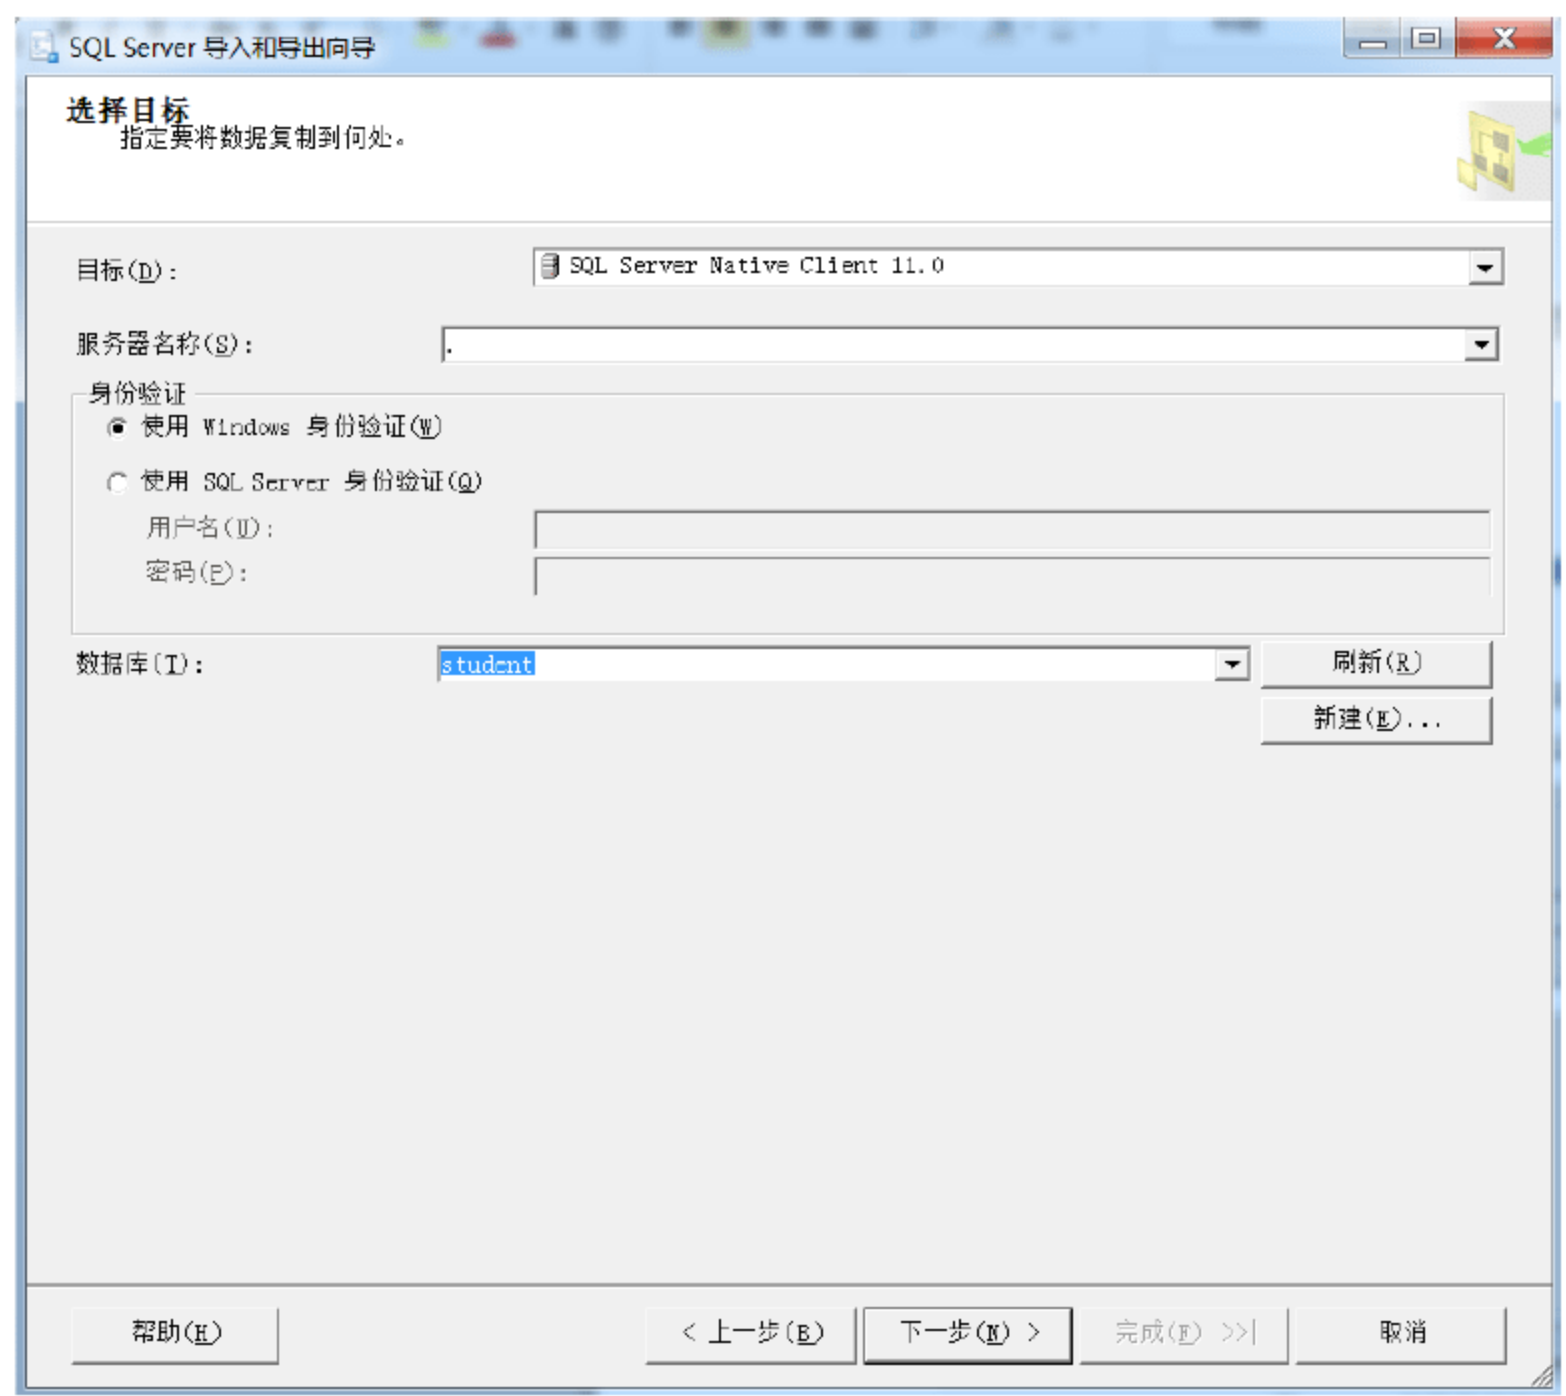 SQL Server 导入和导出向导
选择目标
指定要将数据复制到何处。
目标(D): SQL Server Native Client 11.0
服务器名称(S): .
身份验证
使用 Windows 身份验证(W)
使用 SQL Server 身份验证(Q)
用户名(U):
密码(P):
数据库(T): student 刷新(R)
新建(E)...
帮助(H) < 上一步(B) 下一步(N) > 完成(F) >>| 取消